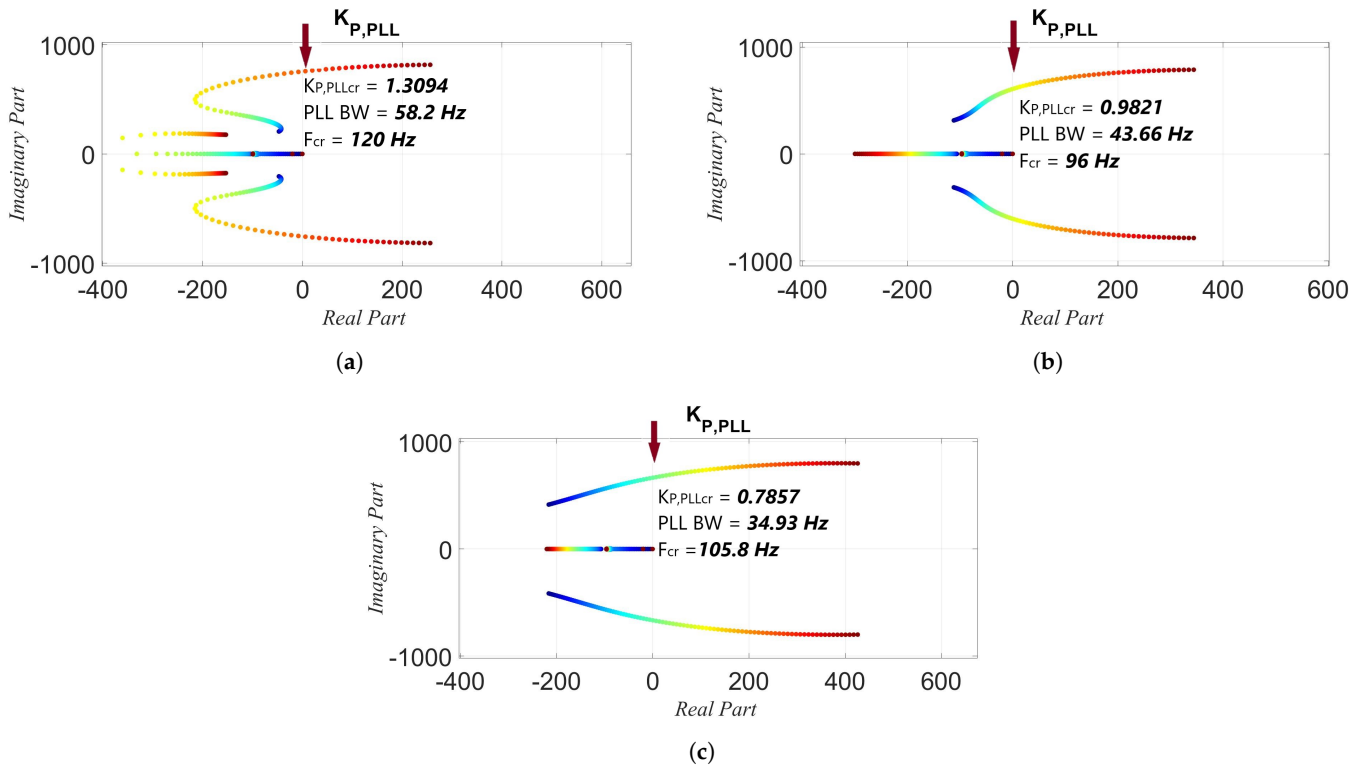 K_P,PLL
1000
K_P,PLLcr = 1.3094
PLL BW = 58.2 Hz
F_cr = 120 Hz
0
-1000
Imaginary Part
-400 -200 0 200 400 600
Real Part
(a)
K_P,PLL
1000
K_P,PLLcr = 0.9821
PLL BW = 43.66 Hz
F_cr = 96 Hz
0
-1000
Imaginary Part
-400 -200 0 200 400 600
Real Part
(b)
K_P,PLL
1000
K_P,PLLcr = 0.7857
PLL BW = 34.93 Hz
F_cr =105.8 Hz
0
-1000
Imaginary Part
-400 -200 0 200 400 600
Real Part
(c)